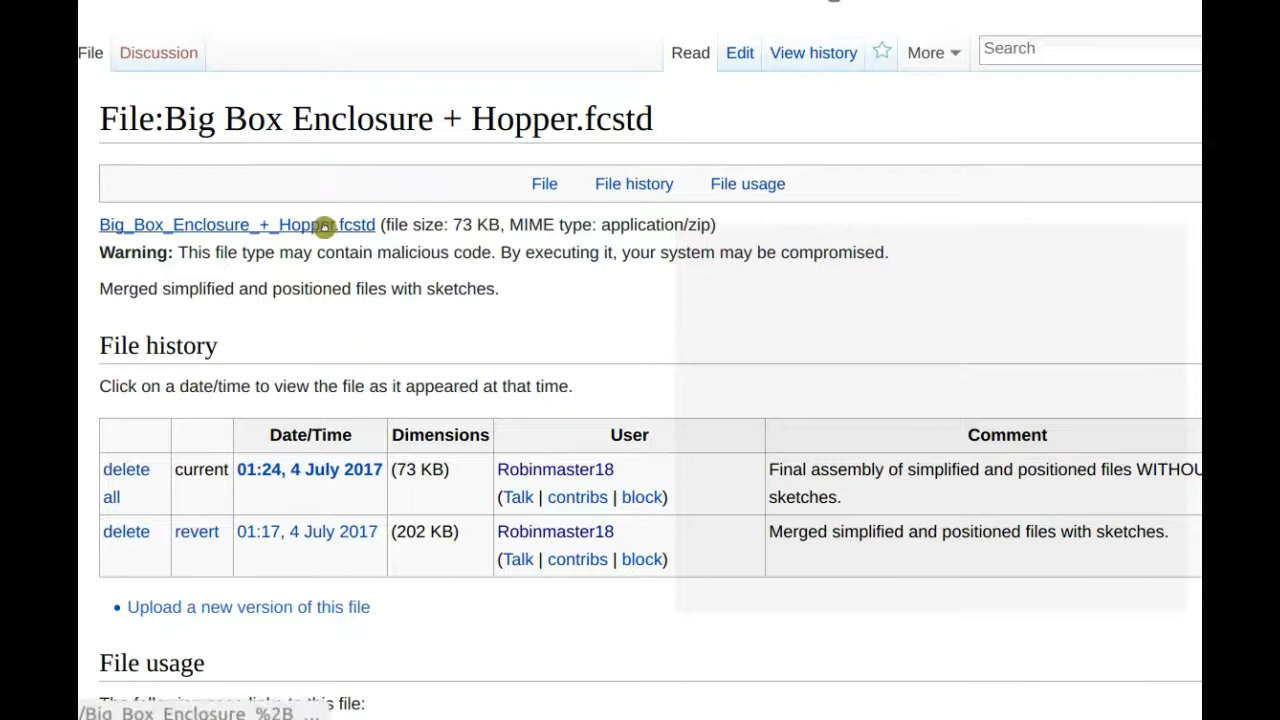 File Discussion Read Edit View history More Search
File:Big Box Enclosure + Hopper.fcstd
File File history File usage
Big_Box_Enclosure_+_Hopper.fcstd (file size: 73 KB, MIME type: application/zip)
Warning: This file type may contain malicious code. By executing it, your system may be compromised.
Merged simplified and positioned files with sketches.
File history
Click on a date/time to view the file as it appeared at that time.
Date/Time Dimensions User Comment
delete current 01:24, 4 July 2017 (73 KB) Robinmaster18 Final assembly of simplified and positioned files WITHOU
all (Talk | contribs | block) sketches.
delete revert 01:17, 4 July 2017 (202 KB) Robinmaster18 Merged simplified and positioned files with sketches.
(Talk | contribs | block)
• Upload a new version of this file
File usage
this file:
/Big_Box_Enclosure_%2B_...